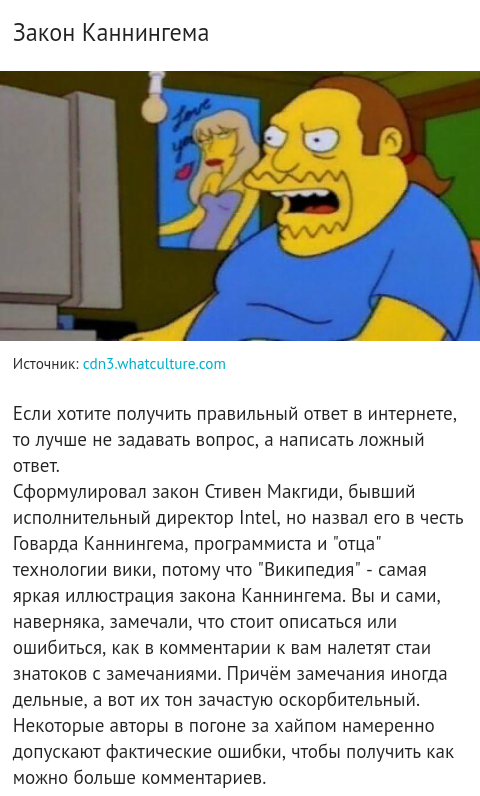 Закон Каннингема
Love
you
Источник: cdn3.whatculture.com
Если хотите получить правильный ответ в интернете,
то лучше не задавать вопрос, а написать ложный
ответ.
Сформулировал закон Стивен Макгиди, бывший
исполнительный директор Intel, но назвал его в честь
Говарда Каннингема, программиста и "отца"
технологии вики, потому что "Википедия" - самая
яркая иллюстрация закона Каннингема. Вы и сами,
наверняка, замечали, что стоит описаться или
ошибиться, как в комментарии к вам налетят стаи
знатоков с замечаниями. Причём замечания иногда
дельные, а вот их тон зачастую оскорбительный.
Некоторые авторы в погоне за хайпом намеренно
допускают фактические ошибки, чтобы получить как
можно больше комментариев.